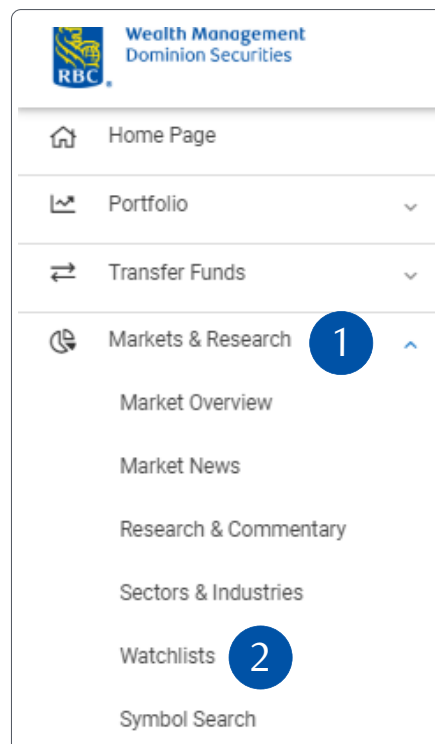 Wealth Management
Dominion Securities
RBC®
Home Page
Portfolio
Transfer Funds
Markets & Research 1
Market Overview
Market News
Research & Commentary
Sectors & Industries
Watchlists 2
Symbol Search